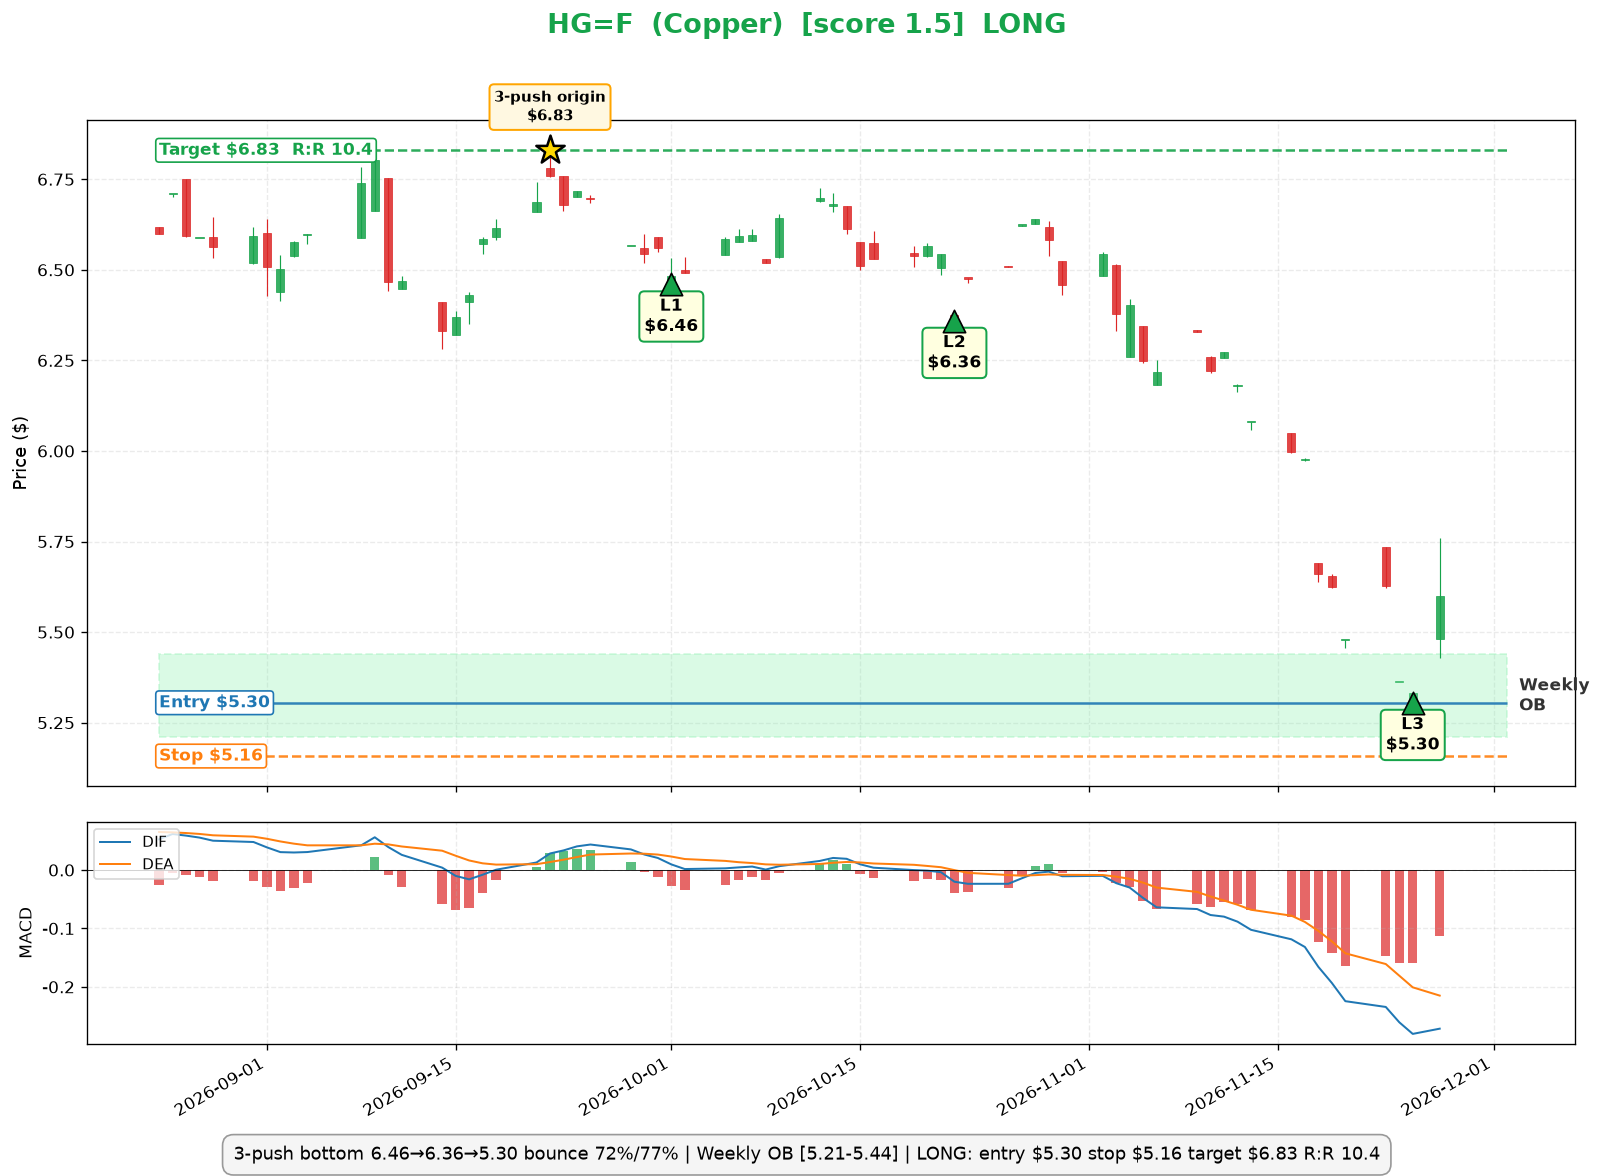 HG=F (Copper) [score 1.5] LONG
3-push origin
$6.83
Target $6.83 R:R 10.4
6.75
6.50
6.25
6.00
5.75
5.50
5.25
Price ($)
L1
$6.46
L2
$6.36
Entry $5.30
Stop $5.16
L3
$5.30
Weekly
OB
DIF
DEA
0.0
-0.1
-0.2
MACD
2026-09-01
2026-09-15
2026-10-01
2026-10-15
2026-11-01
2026-11-15
2026-12-01
3-push bottom 6.46→6.36→5.30 bounce 72%/77% | Weekly OB [5.21-5.44] | LONG: entry $5.30 stop $5.16 target $6.83 R:R 10.4